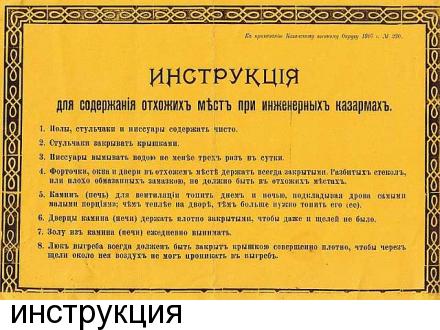 Къ приказанію Казанскому военному Округу 1907 г. № 230.
ИНСТРУКЦІЯ
для содержанія отхожихъ мѣстъ при инженерныхъ казармахъ.
1. Полы, стульчаки и писсуары содержать чисто.
2. Стульчаки закрывать крышками.
3. Писсуары вымывать водою не менѣе трехъ разъ въ сутки.
4. Форточки, окна и двери въ отхожемъ мѣстѣ держать всегда закрытыми. Разбитыхъ стеколъ,
или плохо обмазанныхъ замазкою, не должно быть въ отхожихъ мѣстахъ.
5. Каминъ (печь) для вентиляціи топить днемъ и ночью, подкладывая дрова самыми
малыми порціями; чѣмъ теплѣе на дворѣ, тѣмъ больше нужно топить его (ее).
6. Дверцы камина (печи) держать плотно закрытыми, чтобы даже и щелей не было.
7. Золу изъ камина (печи) ежедневно вынимать.
8. Люкъ выгреба всегда долженъ быть закрытъ крышкою совершенно плотно, чтобы черезъ
щели около нея воздухъ не могъ проникать въ выгребъ.
инструкция